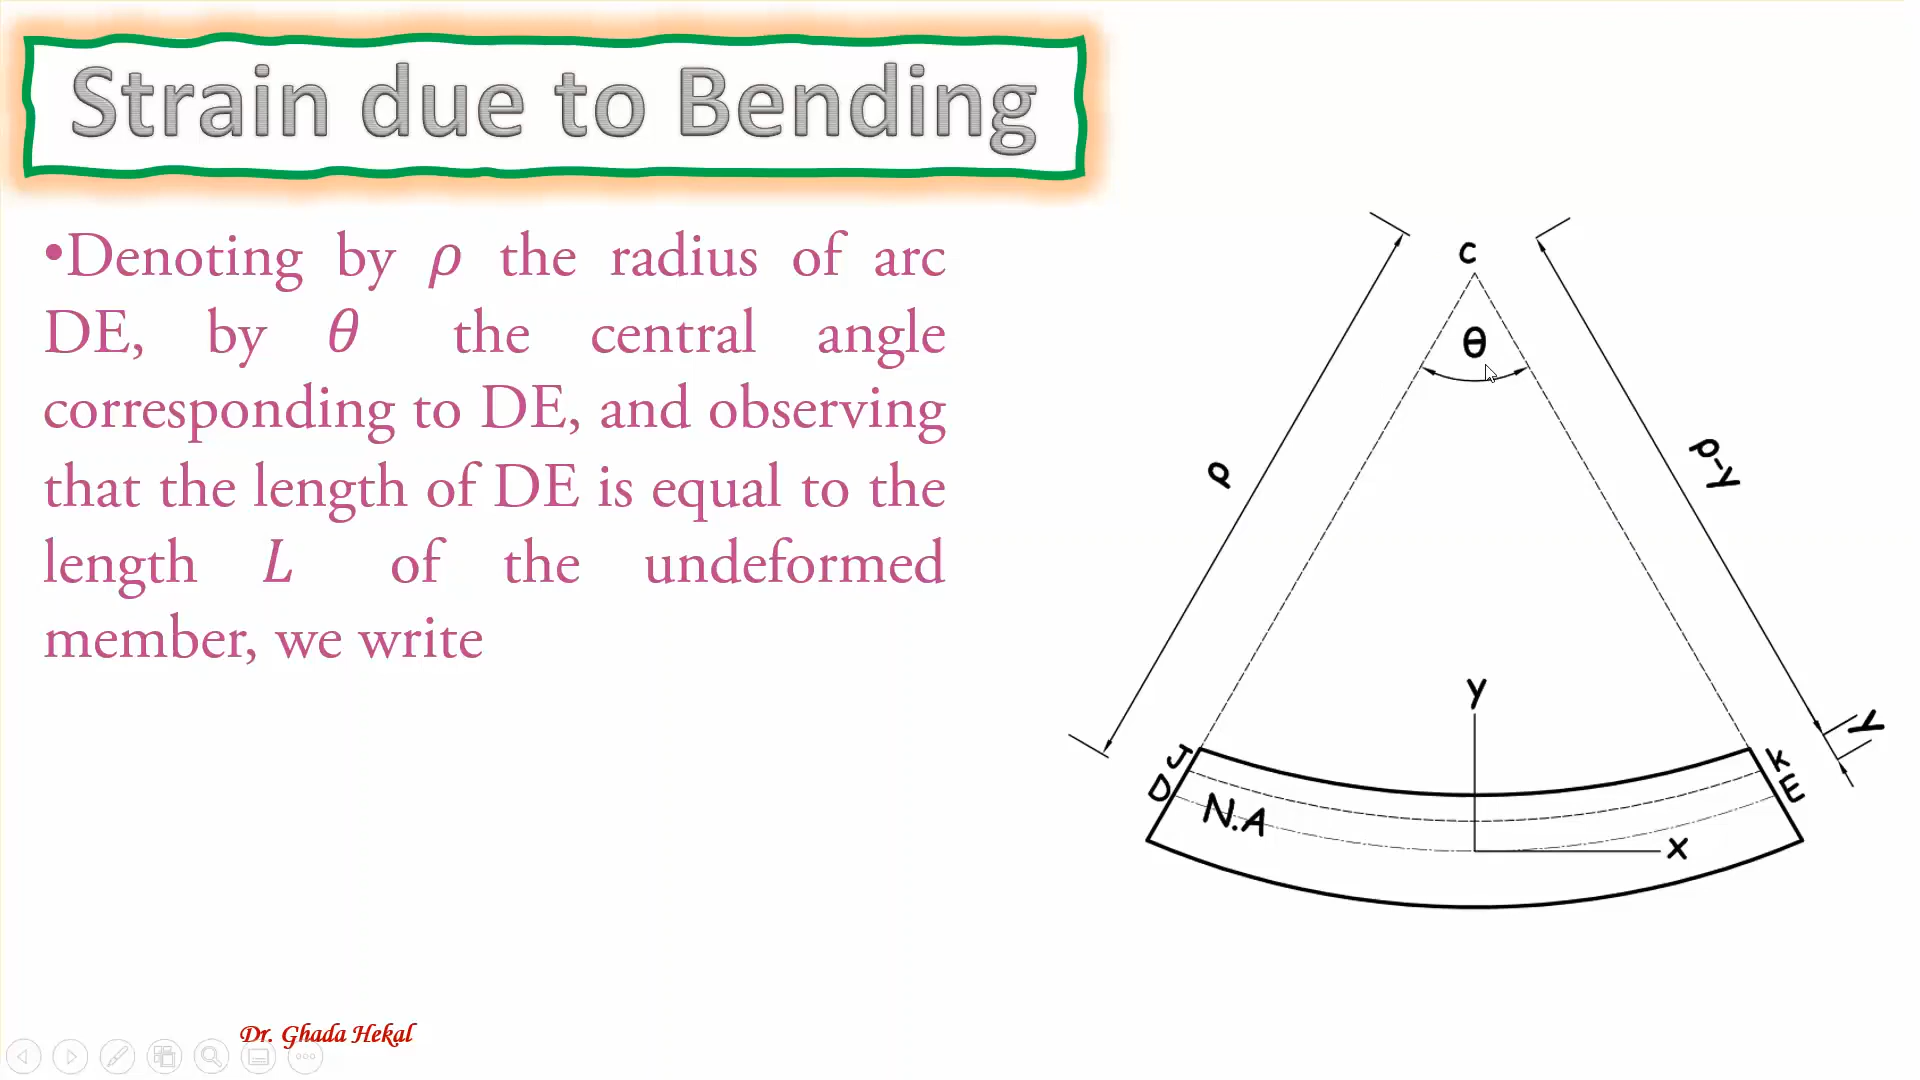 Strain due to Bending
•Denoting by ρ the radius of arc
DE, by θ the central angle
corresponding to DE, and observing
that the length of DE is equal to the
length L of the undeformed
member, we write
C
θ
ρ
ρ-y
y
y
J
K
D
E
N.A
x
Dr. Ghada Hekal